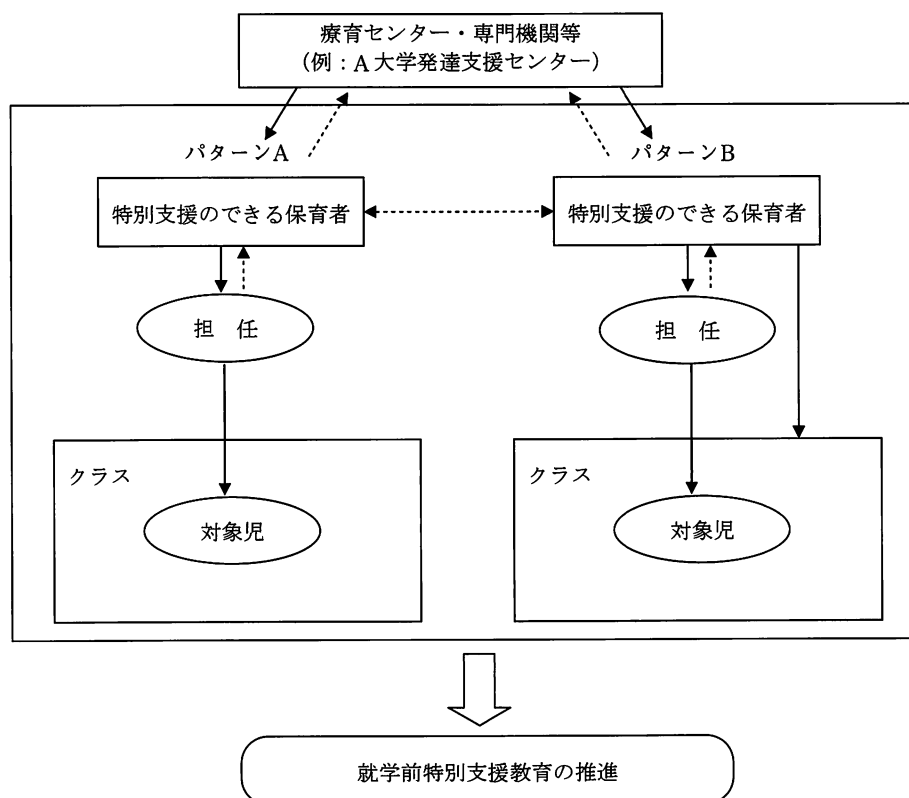 療育センター・専門機関等
(例:A大学発達支援センター)
パターンA
パターンB
特別支援のできる保育者
特別支援のできる保育者
担 任
担 任
クラス
対象児
クラス
対象児
就学前特別支援教育の推進